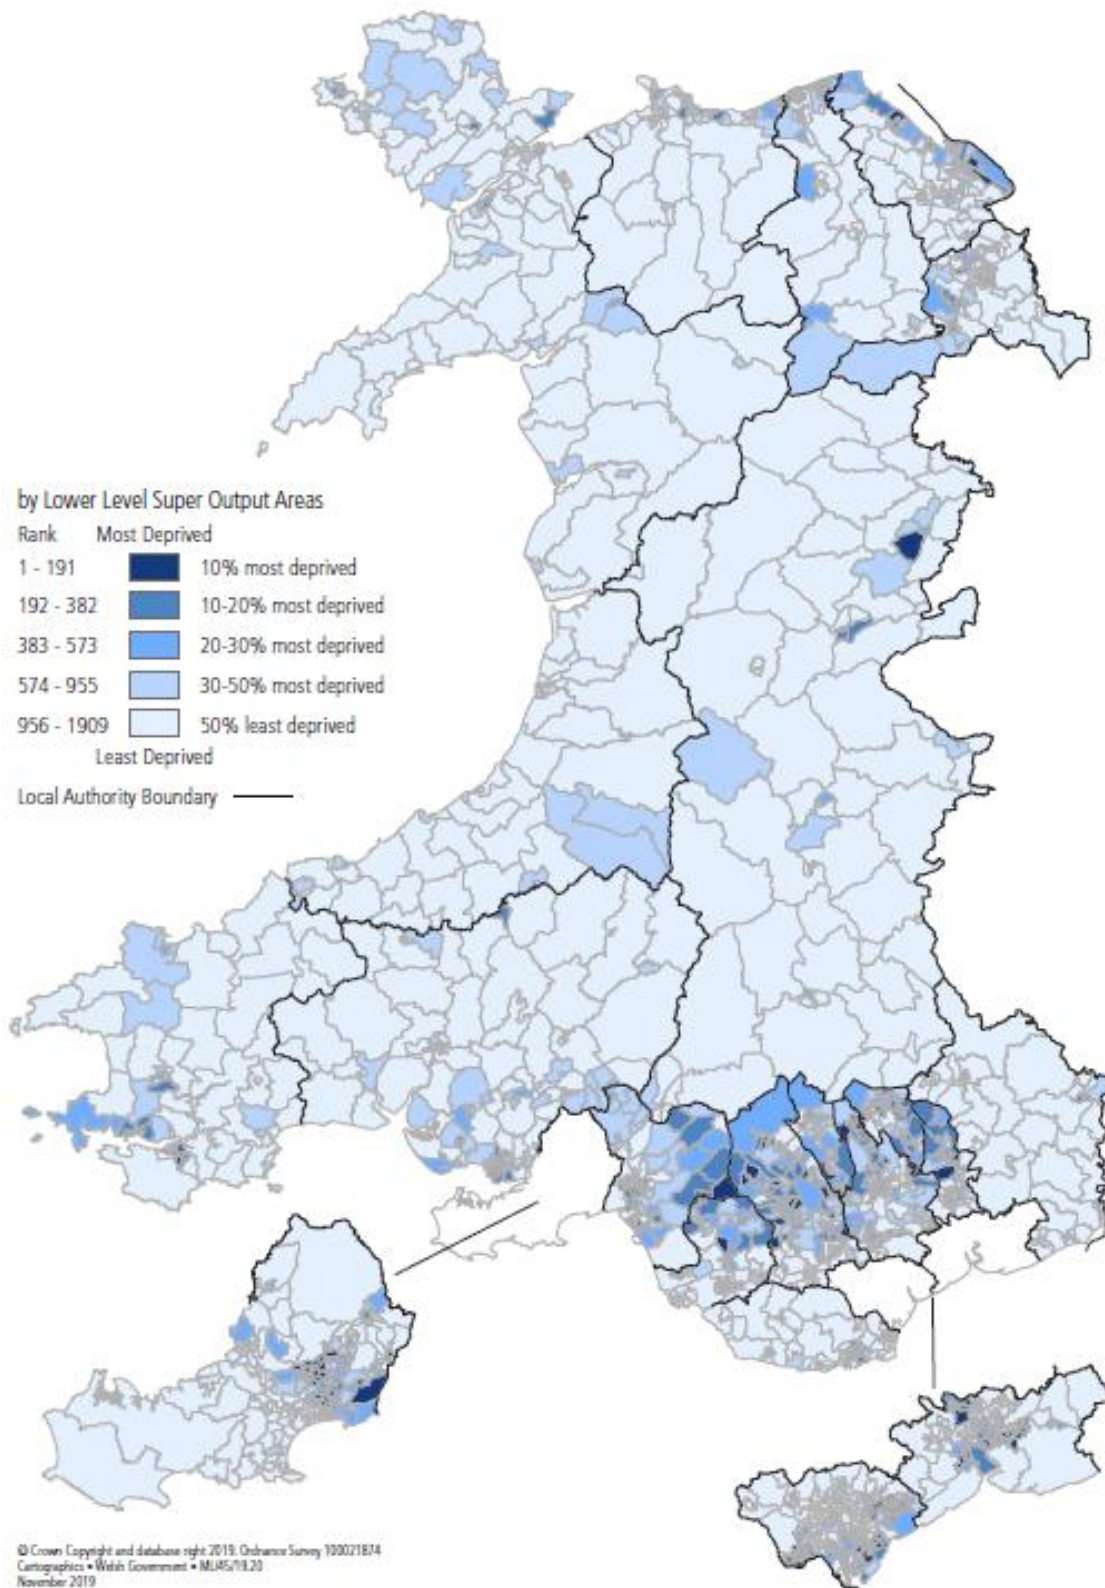 by Lower Level Super Output Areas
Rank Most Deprived
1 - 191 10% most deprived
192 - 382 10-20% most deprived
383 - 573 20-30% most deprived
574 - 955 30-50% most deprived
956 - 1909 50% least deprived
Least Deprived
Local Authority Boundary
© Crown Copyright and database right 2019. Ordnance Survey 100021874
Cartographics • Welsh Government • ML/45/19.20
November 2019